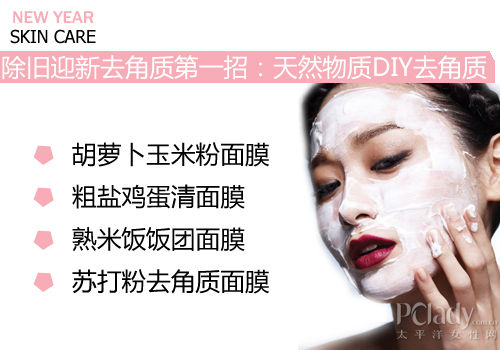 NEW YEAR
SKIN CARE
除旧迎新去角质第一招：天然物质DIY去角质
胡萝卜玉米粉面膜
粗盐鸡蛋清面膜
熟米饭饭团面膜
苏打粉去角质面膜
PClady.com.cn
太平洋女性网